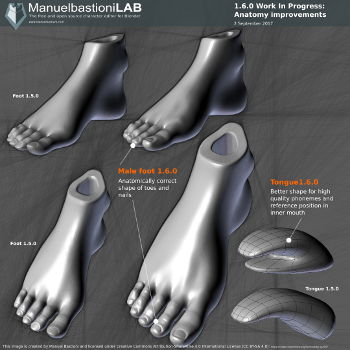 ManuelbastioniLAB
The free and open source character editor for Blender
www.manuelbastioni.com
1.6.0 Work In Progress:
Anatomy improvements
7 September 2017
Foot 1.5.0
Male foot 1.6.0
Anatomically correct
shape of toes and
nails.
Tongue1.6.0
Better shape for high
quality phonemes and
reference position in
inner mouth
Foot 1.5.0
Tongue 1.5.0
This image is created by Manuel Bastioni and licensed under Creative Commons Attribution-ShareAlike 4.0 International License (CC BY-SA 4.0)